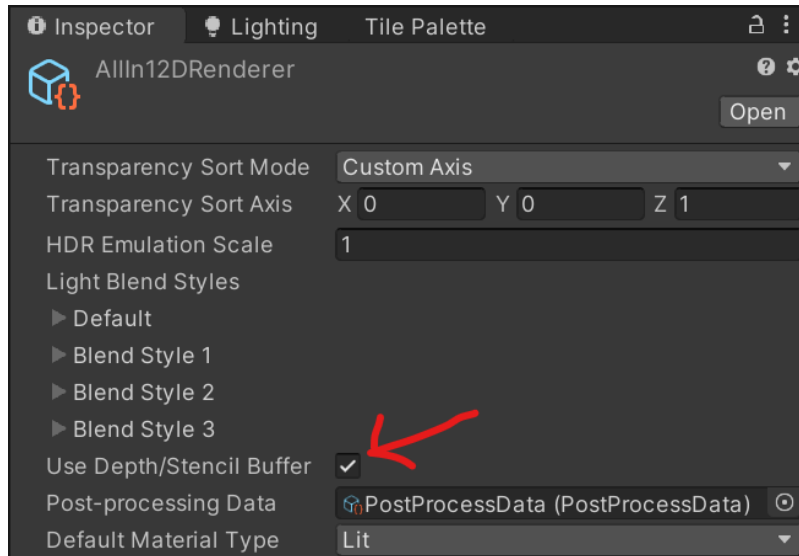 Inspector Lighting Tile Palette
AllIn12DRenderer
Open
Transparency Sort Mode Custom Axis
Transparency Sort Axis X 0 Y 0 Z 1
HDR Emulation Scale 1
Light Blend Styles
Default
Blend Style 1
Blend Style 2
Blend Style 3
Use Depth/Stencil Buffer
Post-processing Data PostProcessData (PostProcessData)
Default Material Type Lit